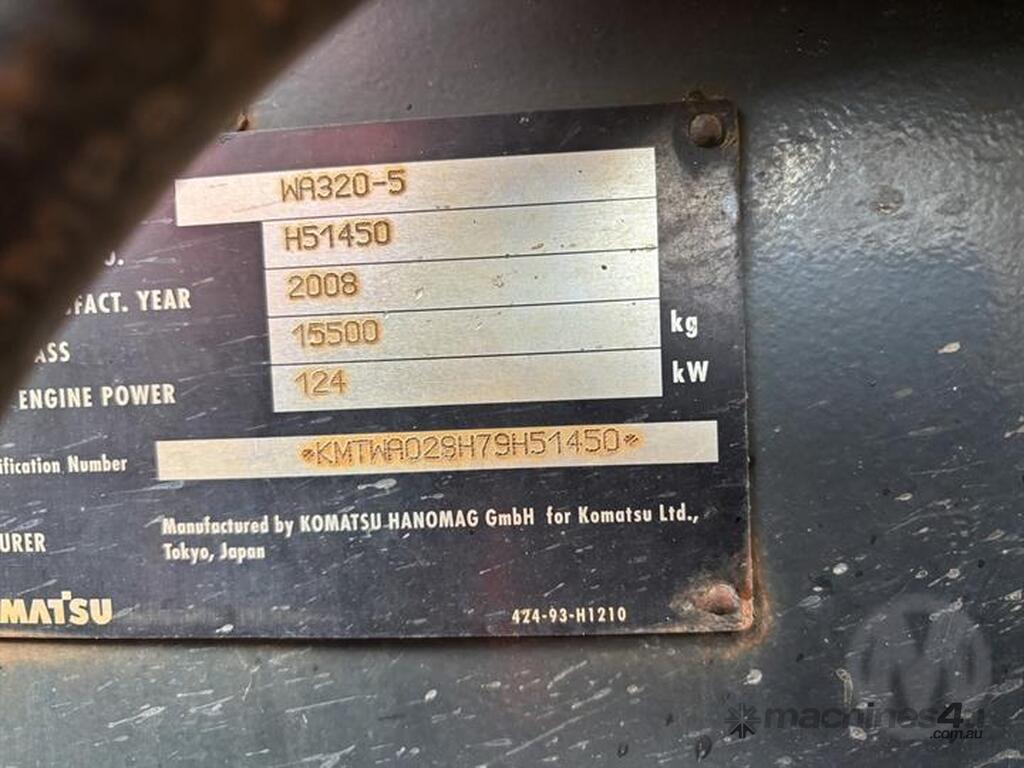 WA320-5
H51450
2008
FACT. YEAR
15500 kg
ASS
124 kW
ENGINE POWER
ification Number *KMTWA028H79H51450*
Manufactured by KOMATSU HANOMAG GmbH for Komatsu Ltd.,
URER
Tokyo, Japan
MATSU
424-93-H1210
machines4u
.com.au